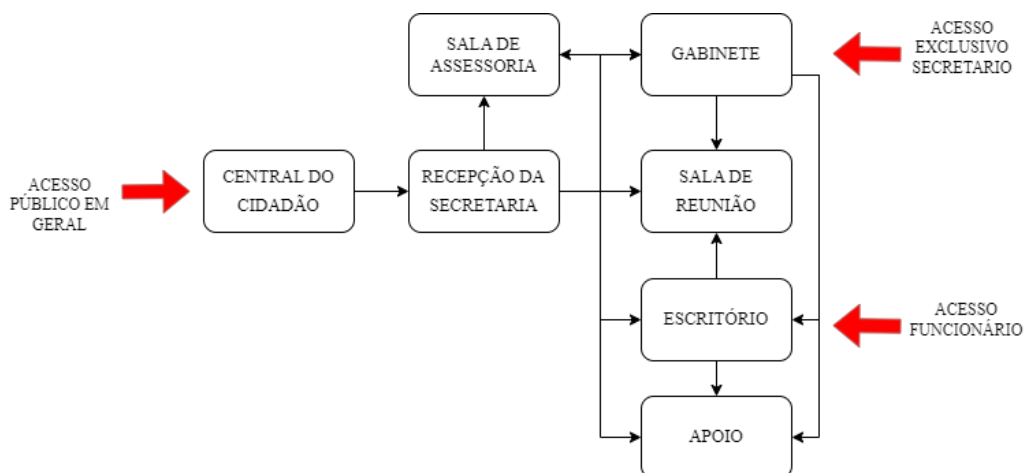 SALA DE
ASSESSORIA
GABINETE
ACESSO
EXCLUSIVO
SECRETARIO
ACESSO
PÚBLICO EM
GERAL
CENTRAL DO
CIDADÃO
RECEPÇÃO DA
SECRETARIA
SALA DE
REUNIÃO
ESCRITÓRIO
ACESSO
FUNCIONÁRIO
APOIO